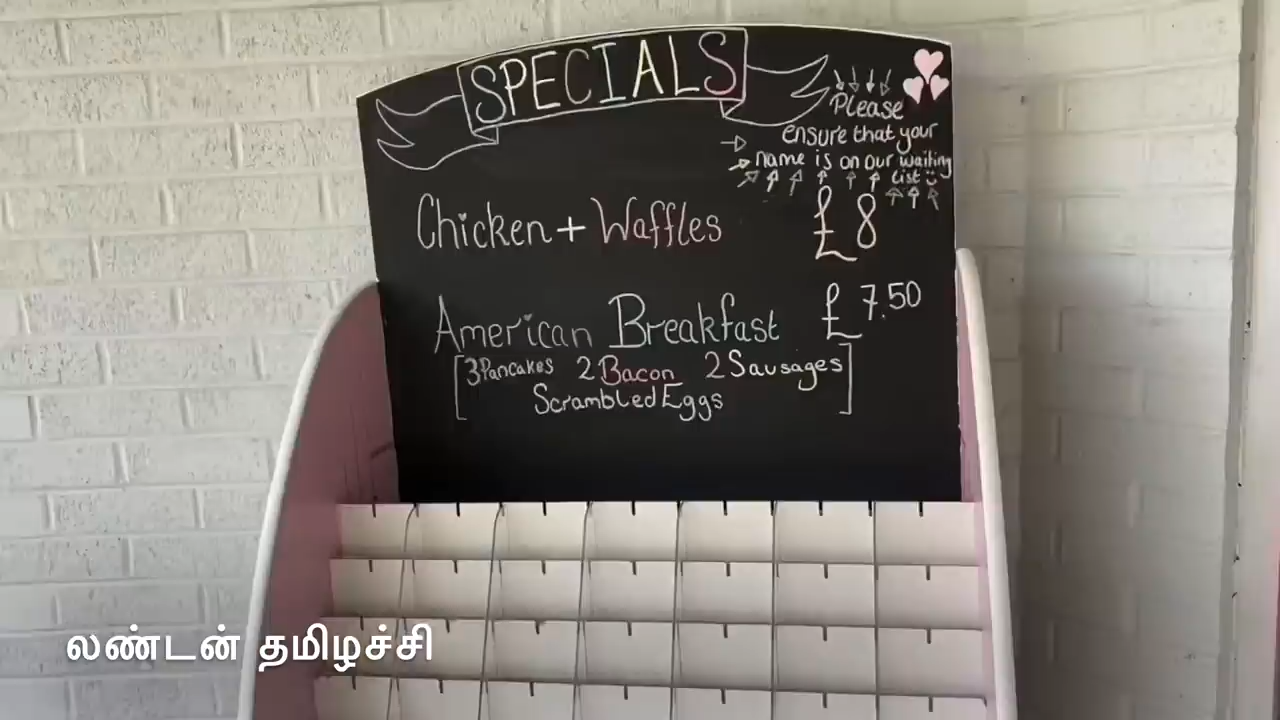 SPECIALS
Please
ensure that your
name is on our waiting
list
Chicken + Waffles £8
American Breakfast £7.50
[3 Pancakes 2 Bacon 2 Sausages
Scrambled Eggs]
லண்டன் தமிழச்சி